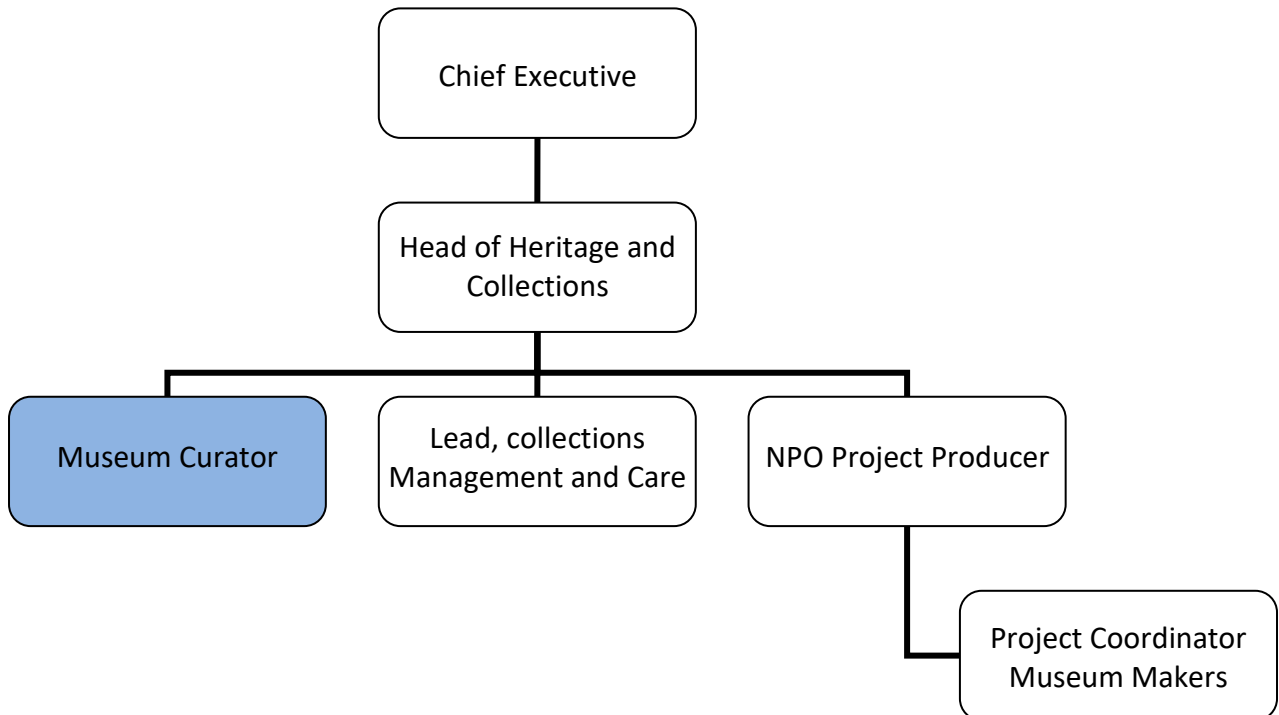 Chief Executive
Head of Heritage and
Collections
Museum Curator
Lead, collections
Management and Care
NPO Project Producer
Project Coordinator
Museum Makers